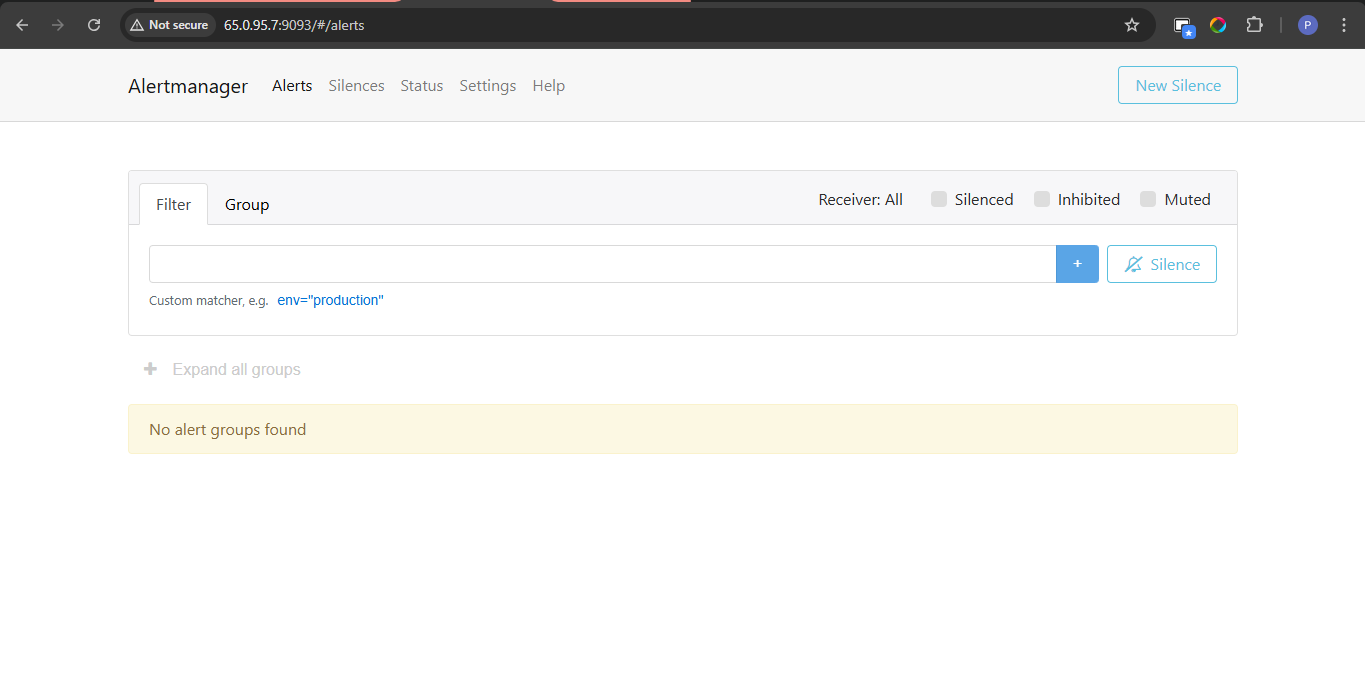 Not secure 65.0.95.7:9093/#/alerts P
Alertmanager Alerts Silences Status Settings Help New Silence
Filter Group Receiver: All Silenced Inhibited Muted
+ Silence
Custom matcher, e.g. env="production"
+ Expand all groups
No alert groups found